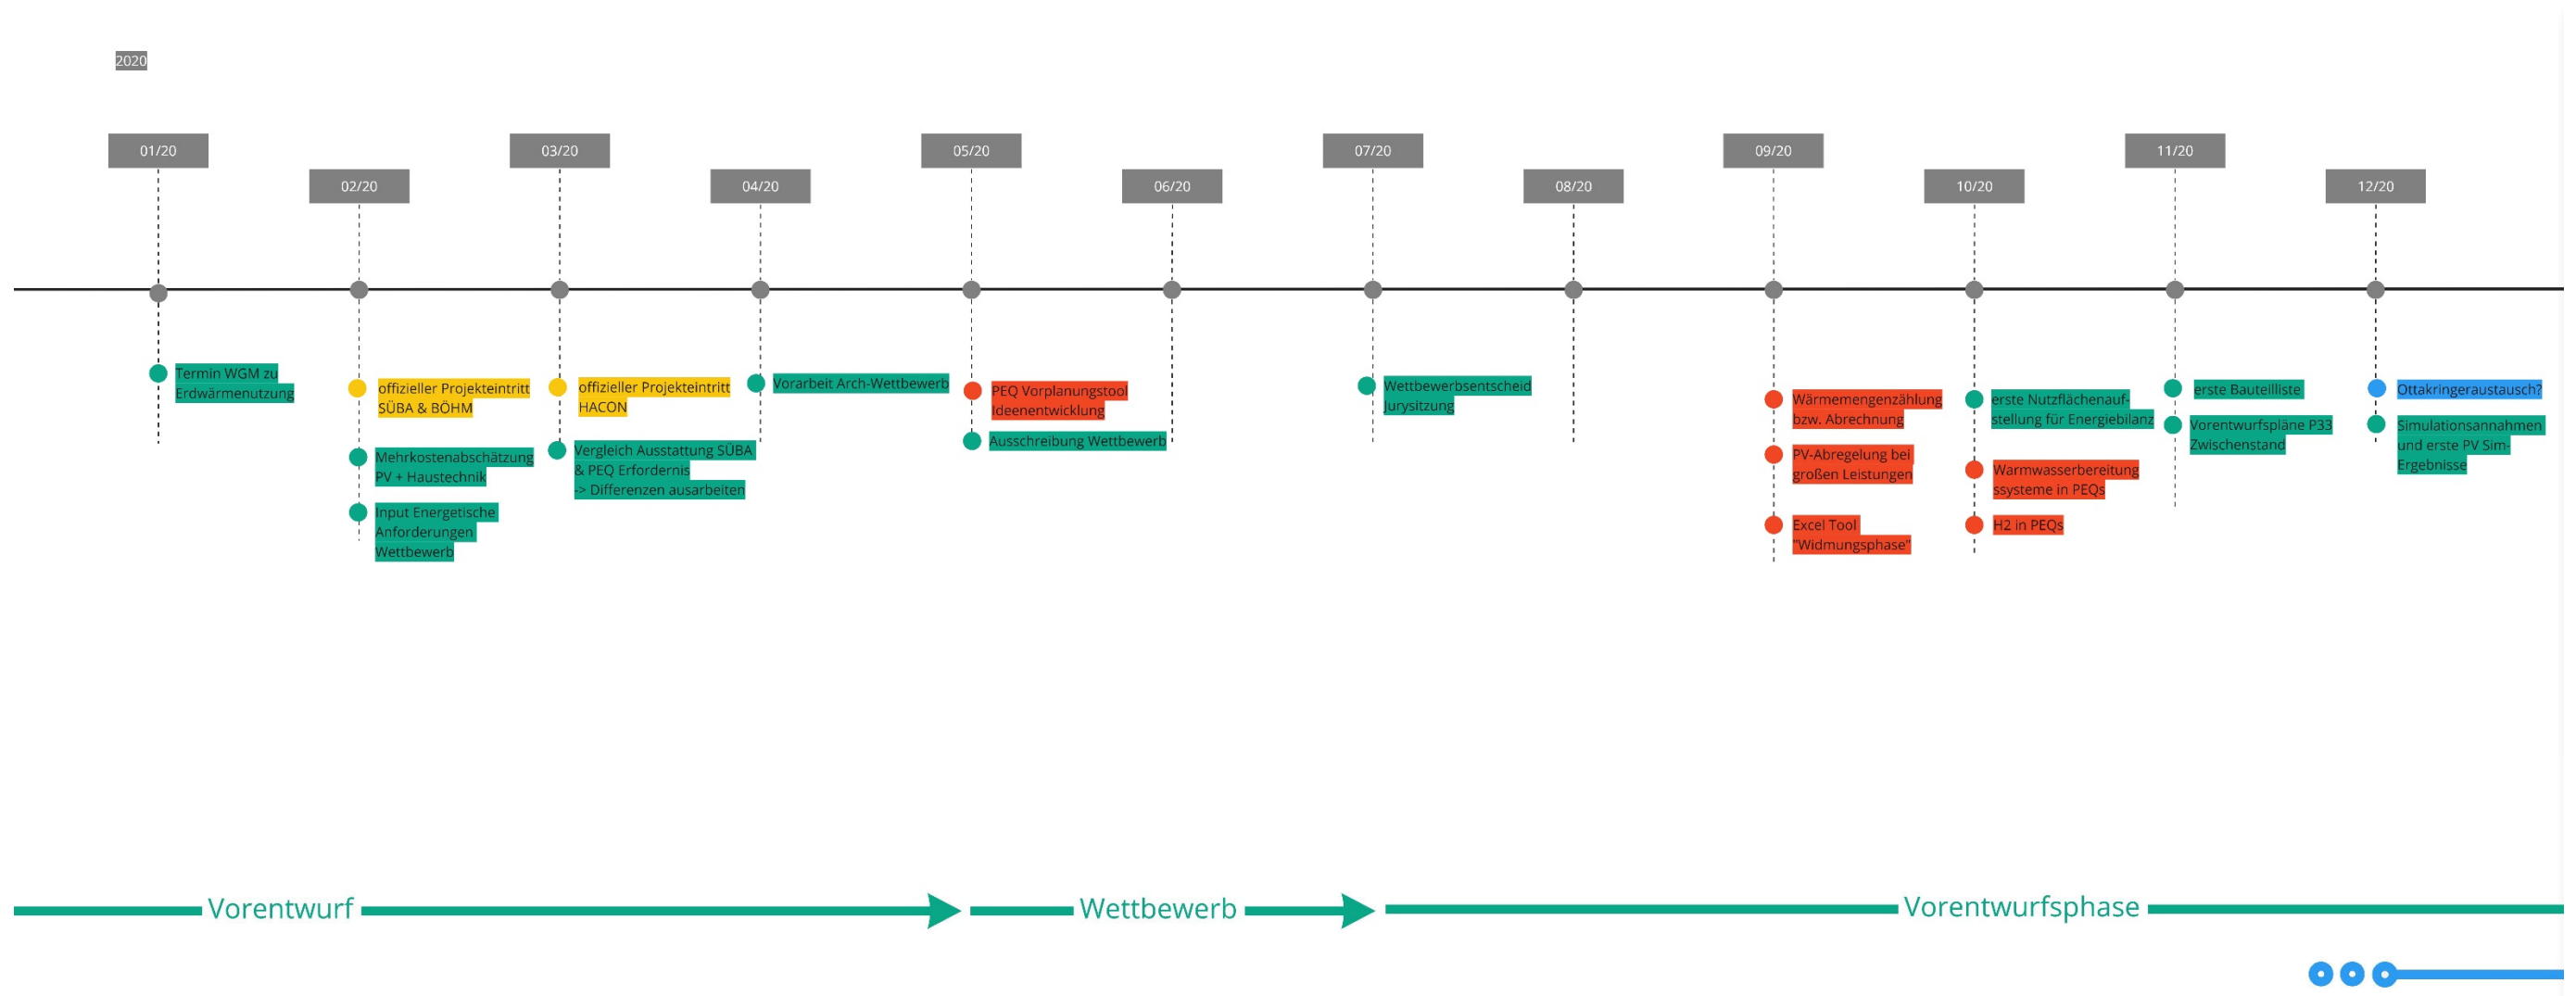 2020
01/20
02/20
03/20
04/20
05/20
06/20
07/20
08/20
09/20
10/20
11/20
12/20
Termin WGM zu
Erdwärmenutzung
offizieller Projekteintritt
SÜBA & BÖHM
Mehrkostenabschätzung
PV + Haustechnik
Input Energetische
Anforderungen
Wettbewerb
offizieller Projekteintritt
HACON
Vergleich Ausstattung SÜBA
& PEQ Erfordernis
-> Differenzen ausarbeiten
Vorarbeit Arch-Wettbewerb
PEQ Vorplanungstool
Ideenentwicklung
Ausschreibung Wettbewerb
Wettbewerbsentscheid
Jurysitzung
Wärmemengenzählung
bzw. Abrechnung
PV-Abregelung bei
großen Leistungen
Excel Tool
"Widmungsphase"
erste Nutzflächenauf-
stellung für Energiebilanz
Warmwasserbereitung
ssysteme in PEQs
H2 in PEQs
erste Bauteilliste
Vorentwurfspläne P33
Zwischenstand
Ottakringeraustausch?
Simulationsannahmen
und erste PV Sim-
Ergebnisse
Vorentwurf
Wettbewerb
Vorentwurfsphase